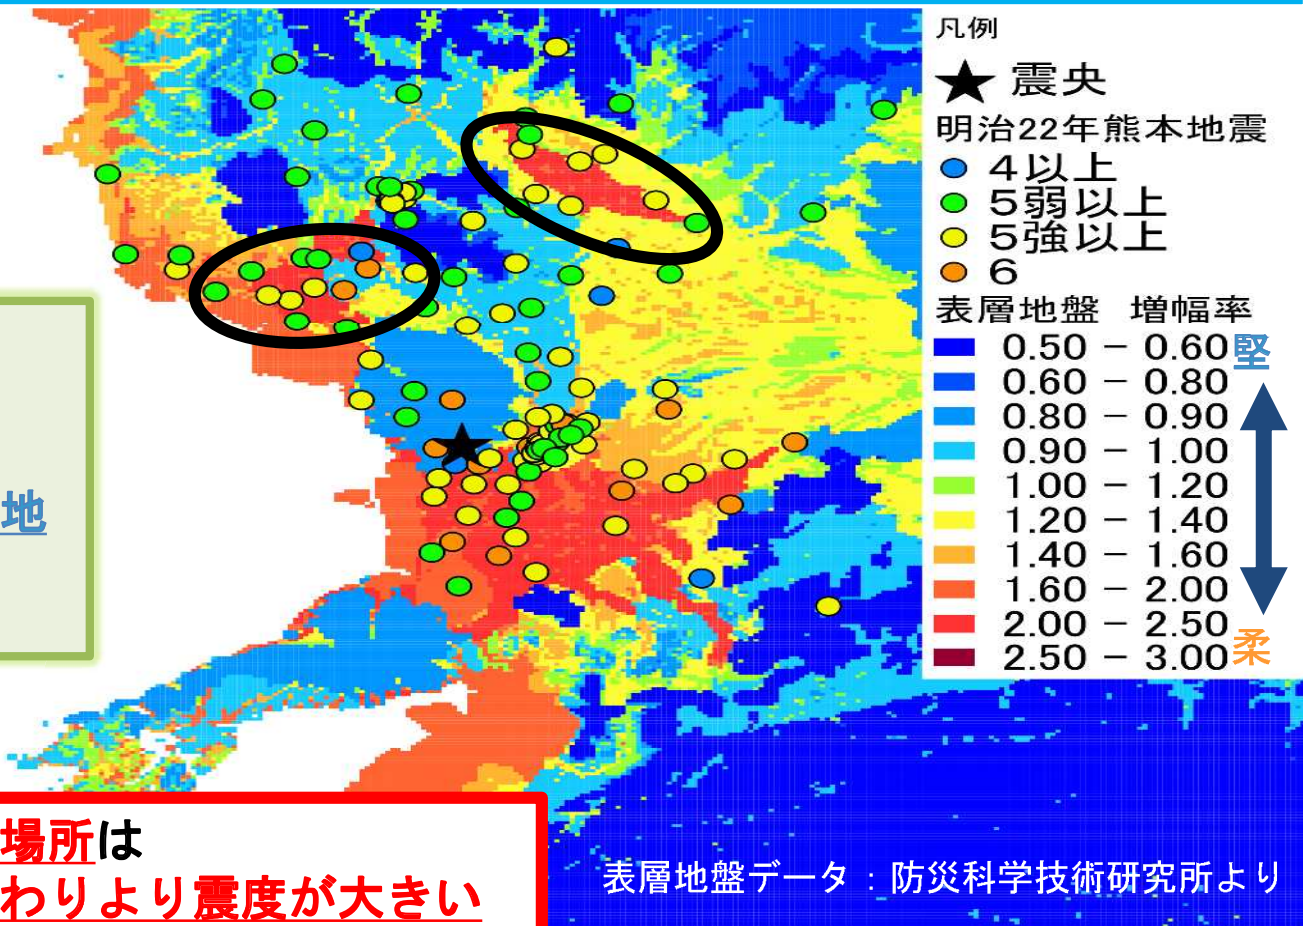 凡例
★ 震央
明治22年熊本地震
4以上
5弱以上
5強以上
6
表層地盤 増幅率
0.50 − 0.60 堅
0.60 − 0.80
0.80 − 0.90
0.90 − 1.00
1.00 − 1.20
1.20 − 1.40
1.40 − 1.60
1.60 − 2.00
2.00 − 2.50
2.50 − 3.00 柔
地
場所は
わりより震度が大きい
表層地盤データ：防災科学技術研究所より